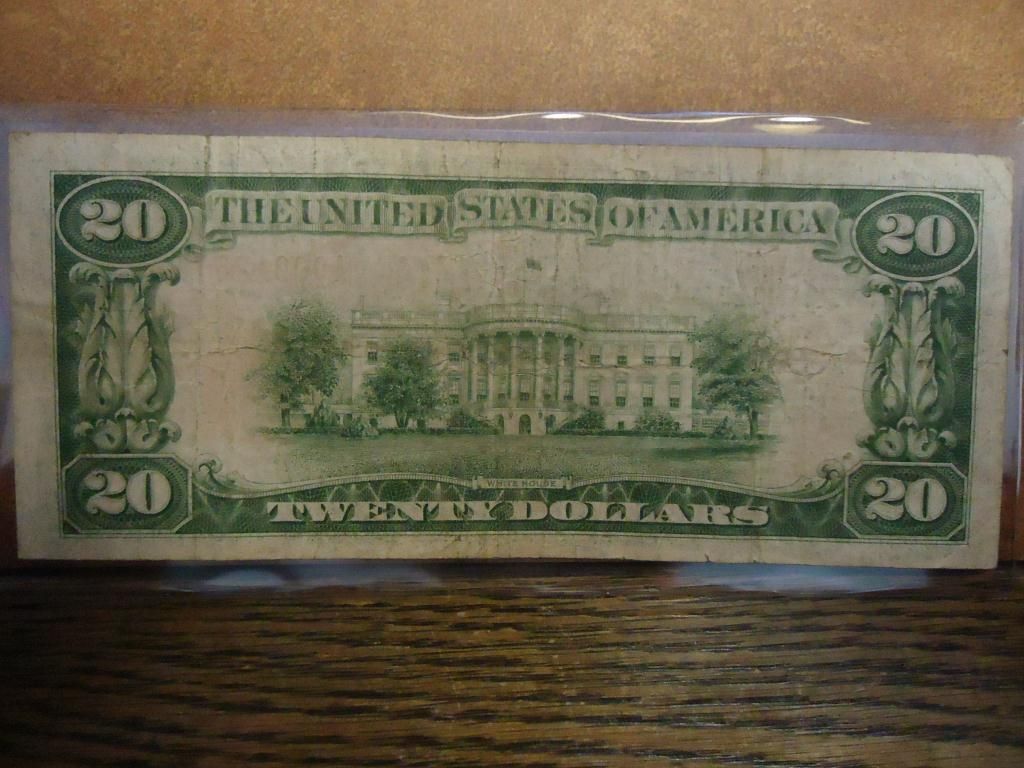 20 THE UNITED STATES OF AMERICA 20
WHITE HOUSE
20 TWENTY DOLLARS 20